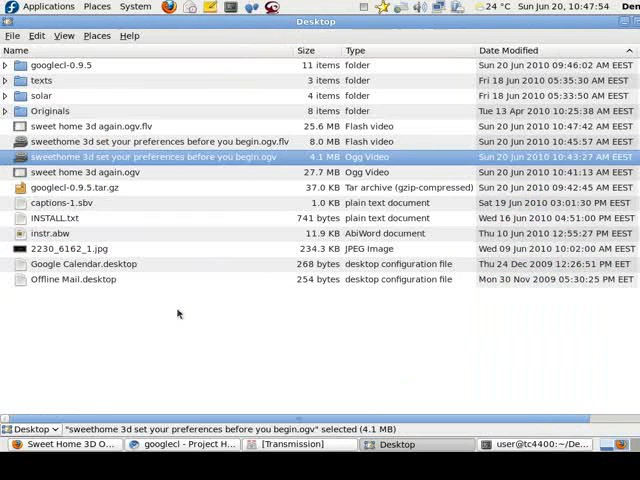 Applications Places System 24 °C Sun Jun 20, 10:47:54 Den
Desktop
File Edit View Places Help
Name Size Type Date Modified
googlecl-0.9.5 11 items folder Sun 20 Jun 2010 09:46:02 AM EEST
texts 3 items folder Fri 18 Jun 2010 05:35:30 AM EEST
solar 4 items folder Fri 18 Jun 2010 05:33:50 AM EEST
Originals 8 items folder Tue 13 Apr 2010 10:25:38 AM EEST
sweet home 3d again.ogv.flv 25.6 MB Flash video Sun 20 Jun 2010 10:47:42 AM EEST
sweethome 3d set your preferences before you begin.ogv.flv 8.0 MB Flash video Sun 20 Jun 2010 10:45:57 AM EEST
sweethome 3d set your preferences before you begin.ogv 4.1 MB Ogg Video Sun 20 Jun 2010 10:43:27 AM EEST
sweet home 3d again.ogv 27.7 MB Ogg Video Sun 20 Jun 2010 10:41:13 AM EEST
googlecl-0.9.5.tar.gz 37.0 KB Tar archive (gzip-compressed) Sun 20 Jun 2010 09:42:45 AM EEST
captions-1.sbv 1.0 KB plain text document Sat 19 Jun 2010 03:01:30 PM EEST
INSTALL.txt 741 bytes plain text document Wed 16 Jun 2010 04:51:00 PM EEST
instr.abw 11.9 KB AbiWord document Thu 10 Jun 2010 12:55:27 PM EEST
2230_6162_1.jpg 234.3 KB JPEG Image Wed 09 Jun 2010 10:02:00 AM EEST
Google Calendar.desktop 268 bytes desktop configuration file Thu 24 Dec 2009 12:26:51 PM EET
Offline Mail.desktop 254 bytes desktop configuration file Mon 30 Nov 2009 05:30:25 PM EET
Desktop "sweethome 3d set your preferences before you begin.ogv" selected (4.1 MB)
Sweet Home 3D O... googlecl - Project H... [Transmission] Desktop user@tc4400:~/De...